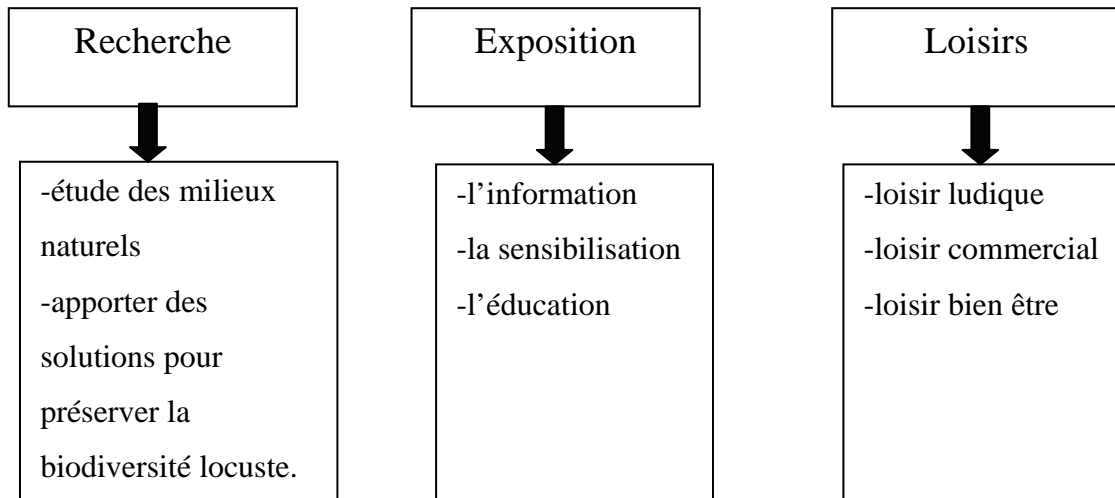 Recherche
Exposition
Loisirs
-étude des milieux
naturels
-apporter des
solutions pour
préserver la
biodiversité locuste.
-l’information
-la sensibilisation
-l’éducation
-loisir ludique
-loisir commercial
-loisir bien être